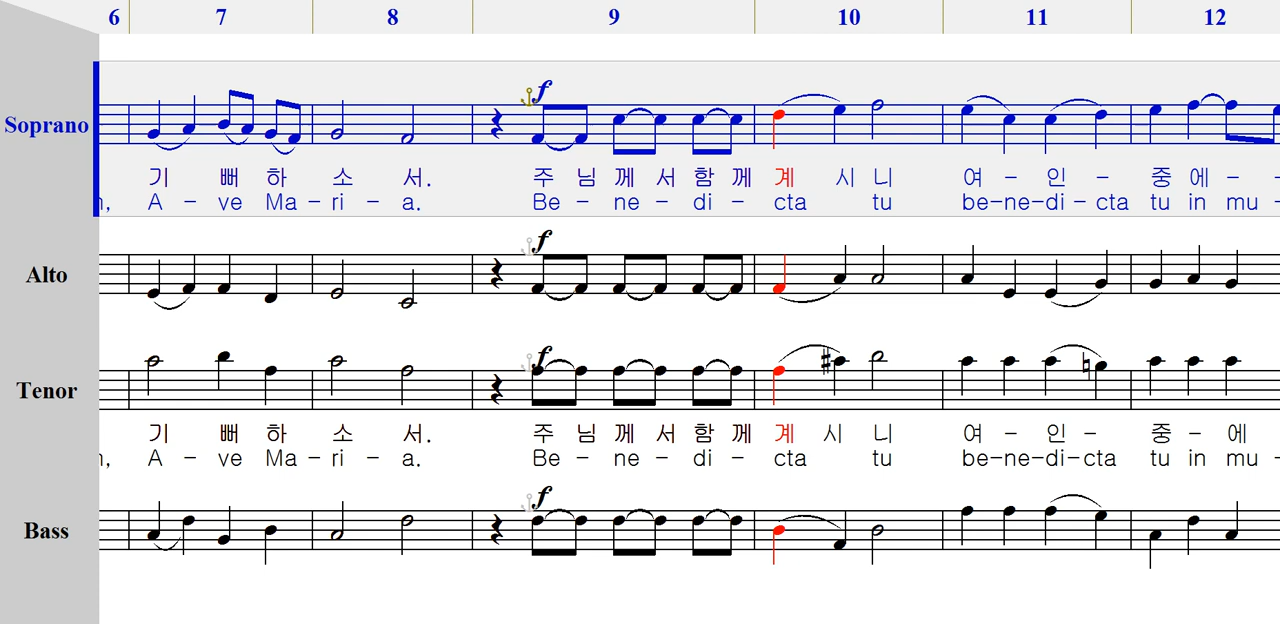 6 7 8 9 10 11 12
f
Soprano
기 뻐 하 소 서. 주 님 께 서 함 께 계 시 니 여 - 인 - 중 에 - -
n, A - ve Ma - ri - a. Be - ne - di - cta tu be-ne-di - cta tu in mu -
f
Alto
f
Tenor
기 뻐 하 소 서. 주 님 께 서 함 께 계 시 니 여 - 인 - 중 - 에
n, A - ve Ma - ri - a. Be - ne - di - cta tu be-ne-di-cta tu in mu -
f
Bass